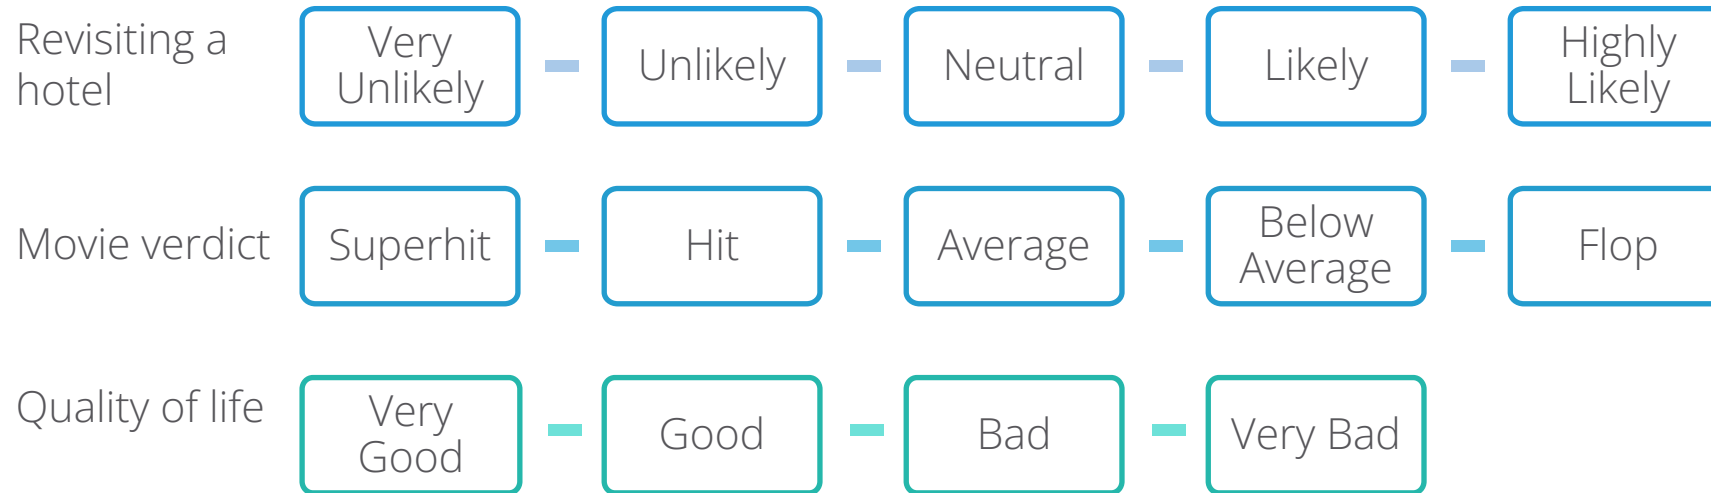 Revisiting a
hotel
Very
Unlikely
Unlikely
Neutral
Likely
Highly
Likely
Movie verdict
Superhit
Hit
Average
Below
Average
Flop
Quality of life
Very
Good
Good
Bad
Very Bad